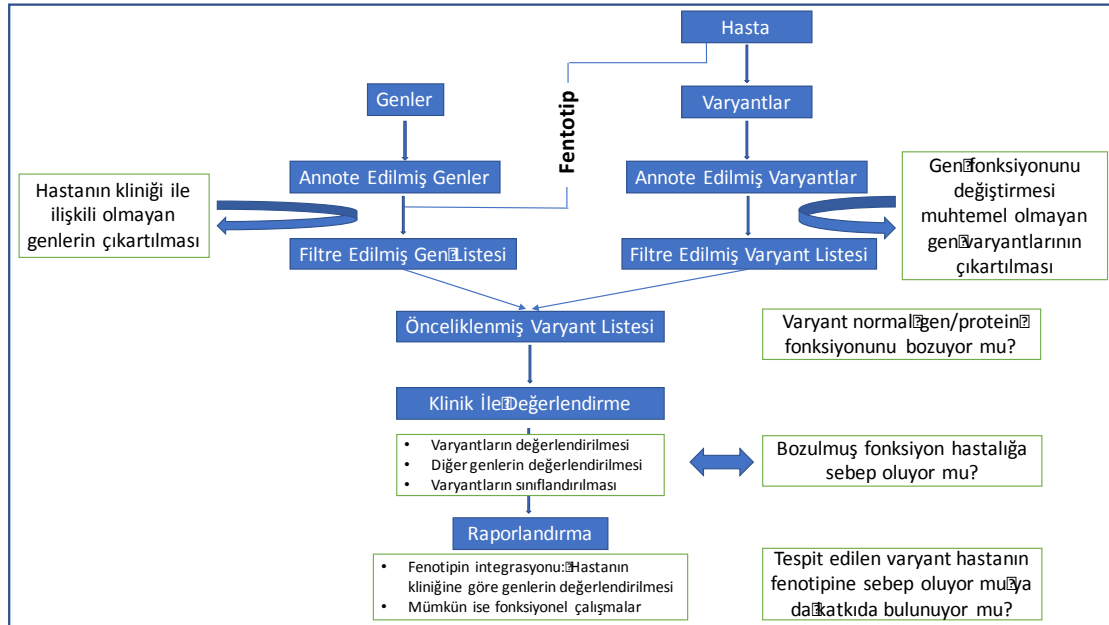 Hasta
Genler
Varyantlar
Fentotip
Annote Edilmiş Genler
Annote Edilmiş Varyantlar
Hastanın kliniği ile
ilişkili olmayan
genlerin çıkartılması
Gen fonksiyonunu
değiştirmesi
muhtemel olmayan
gen varyantlarının
çıkartılması
Filtre Edilmiş Gen Listesi
Filtre Edilmiş Varyant Listesi
Önceliklenmiş Varyant Listesi
Varyant normal gen/protein
fonksiyonunu bozuyor mu?
Klinik İle Değerlendirme
• Varyantların değerlendirilmesi
• Diğer genlerin değerlendirilmesi
• Varyantların sınıflandırılması
Bozulmuş fonksiyon hastalığa
sebep oluyor mu?
Raporlandırma
• Fenotipin integrasyonu: Hastanın
kliniğine göre genlerin değerlendirilmesi
• Mümkün ise fonksiyonel çalışmalar
Tespit edilen varyant hastanın
fenotipine sebep oluyor mu ya
da katkıda bulunuyor mu?